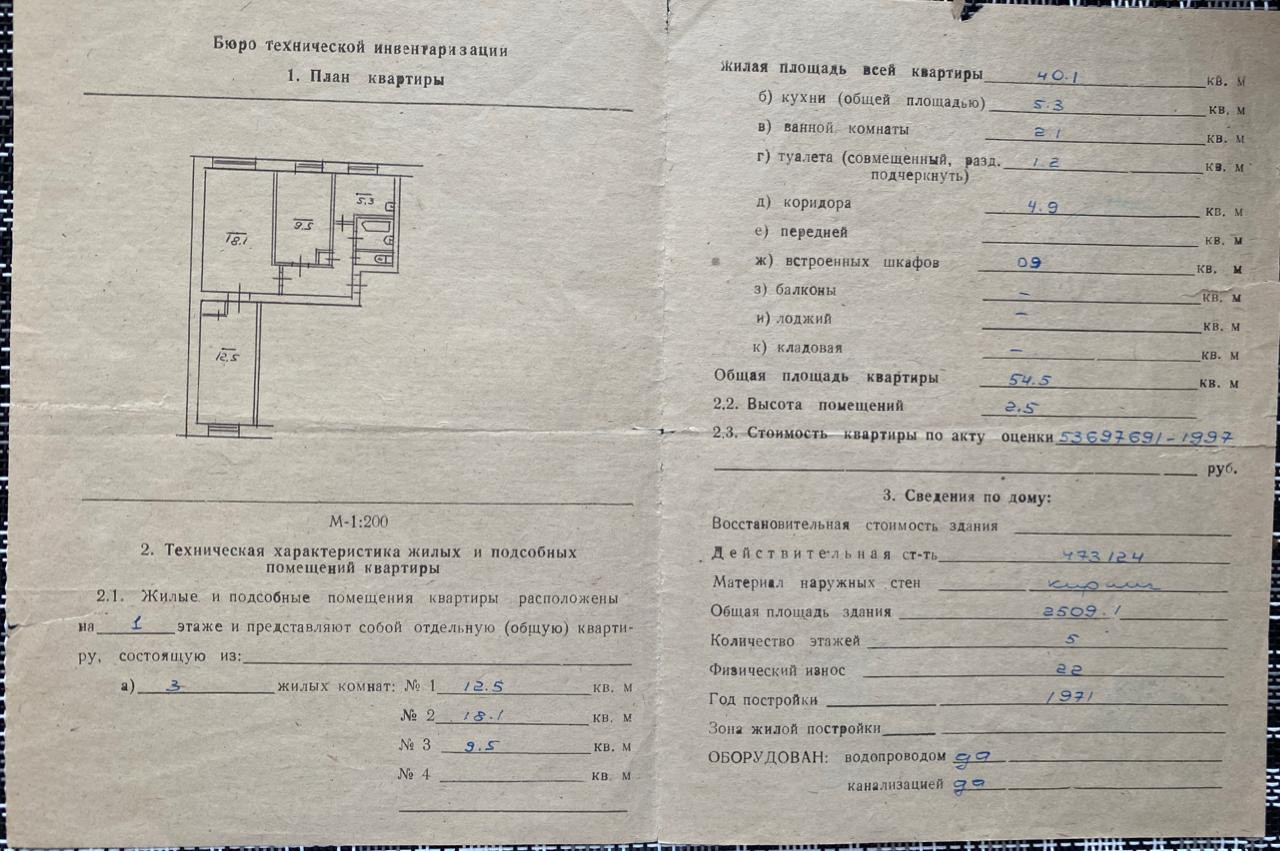 Бюро технической инвентаризации
1. План квартиры
18.1
9.5
5.3
12.5
М-1:200
2. Техническая характеристика жилых и подсобных
помещений квартиры
2.1. Жилые и подсобные помещения квартиры расположены
на 1 этаже и представляют собой отдельную (общую) кварти-
ру, состоящую из:
а) 3 жилых комнат: № 1 12.5 кв. м
№ 2 18.1 кв. м
№ 3 9.5 кв. м
№ 4 кв. м
Жилая площадь всей квартиры 40.1 кв. м
б) кухни (общей площадью) 5.3 кв. м
в) ванной комнаты 2 1 кв. м
г) туалета (совмещенный, разд. 1.2 кв. м
подчеркнуть)
д) коридора 4.9 кв. м
е) передней кв. м
ж) встроенных шкафов 09 кв. м
з) балконы – кв. м
и) лоджий – кв. м
к) кладовая – кв. м
Общая площадь квартиры 54.5 кв. м
2.2. Высота помещений 2.5
2.3. Стоимость квартиры по акту оценки 53697691-1997
руб.
3. Сведения по дому:
Восстановительная стоимость здания
Действительная ст-ть 473124
Материал наружных стен кирпич
Общая площадь здания 2509.1
Количество этажей 5
Физический износ 22
Год постройки 1971
Зона жилой постройки
ОБОРУДОВАН: водопроводом да
канализацией да